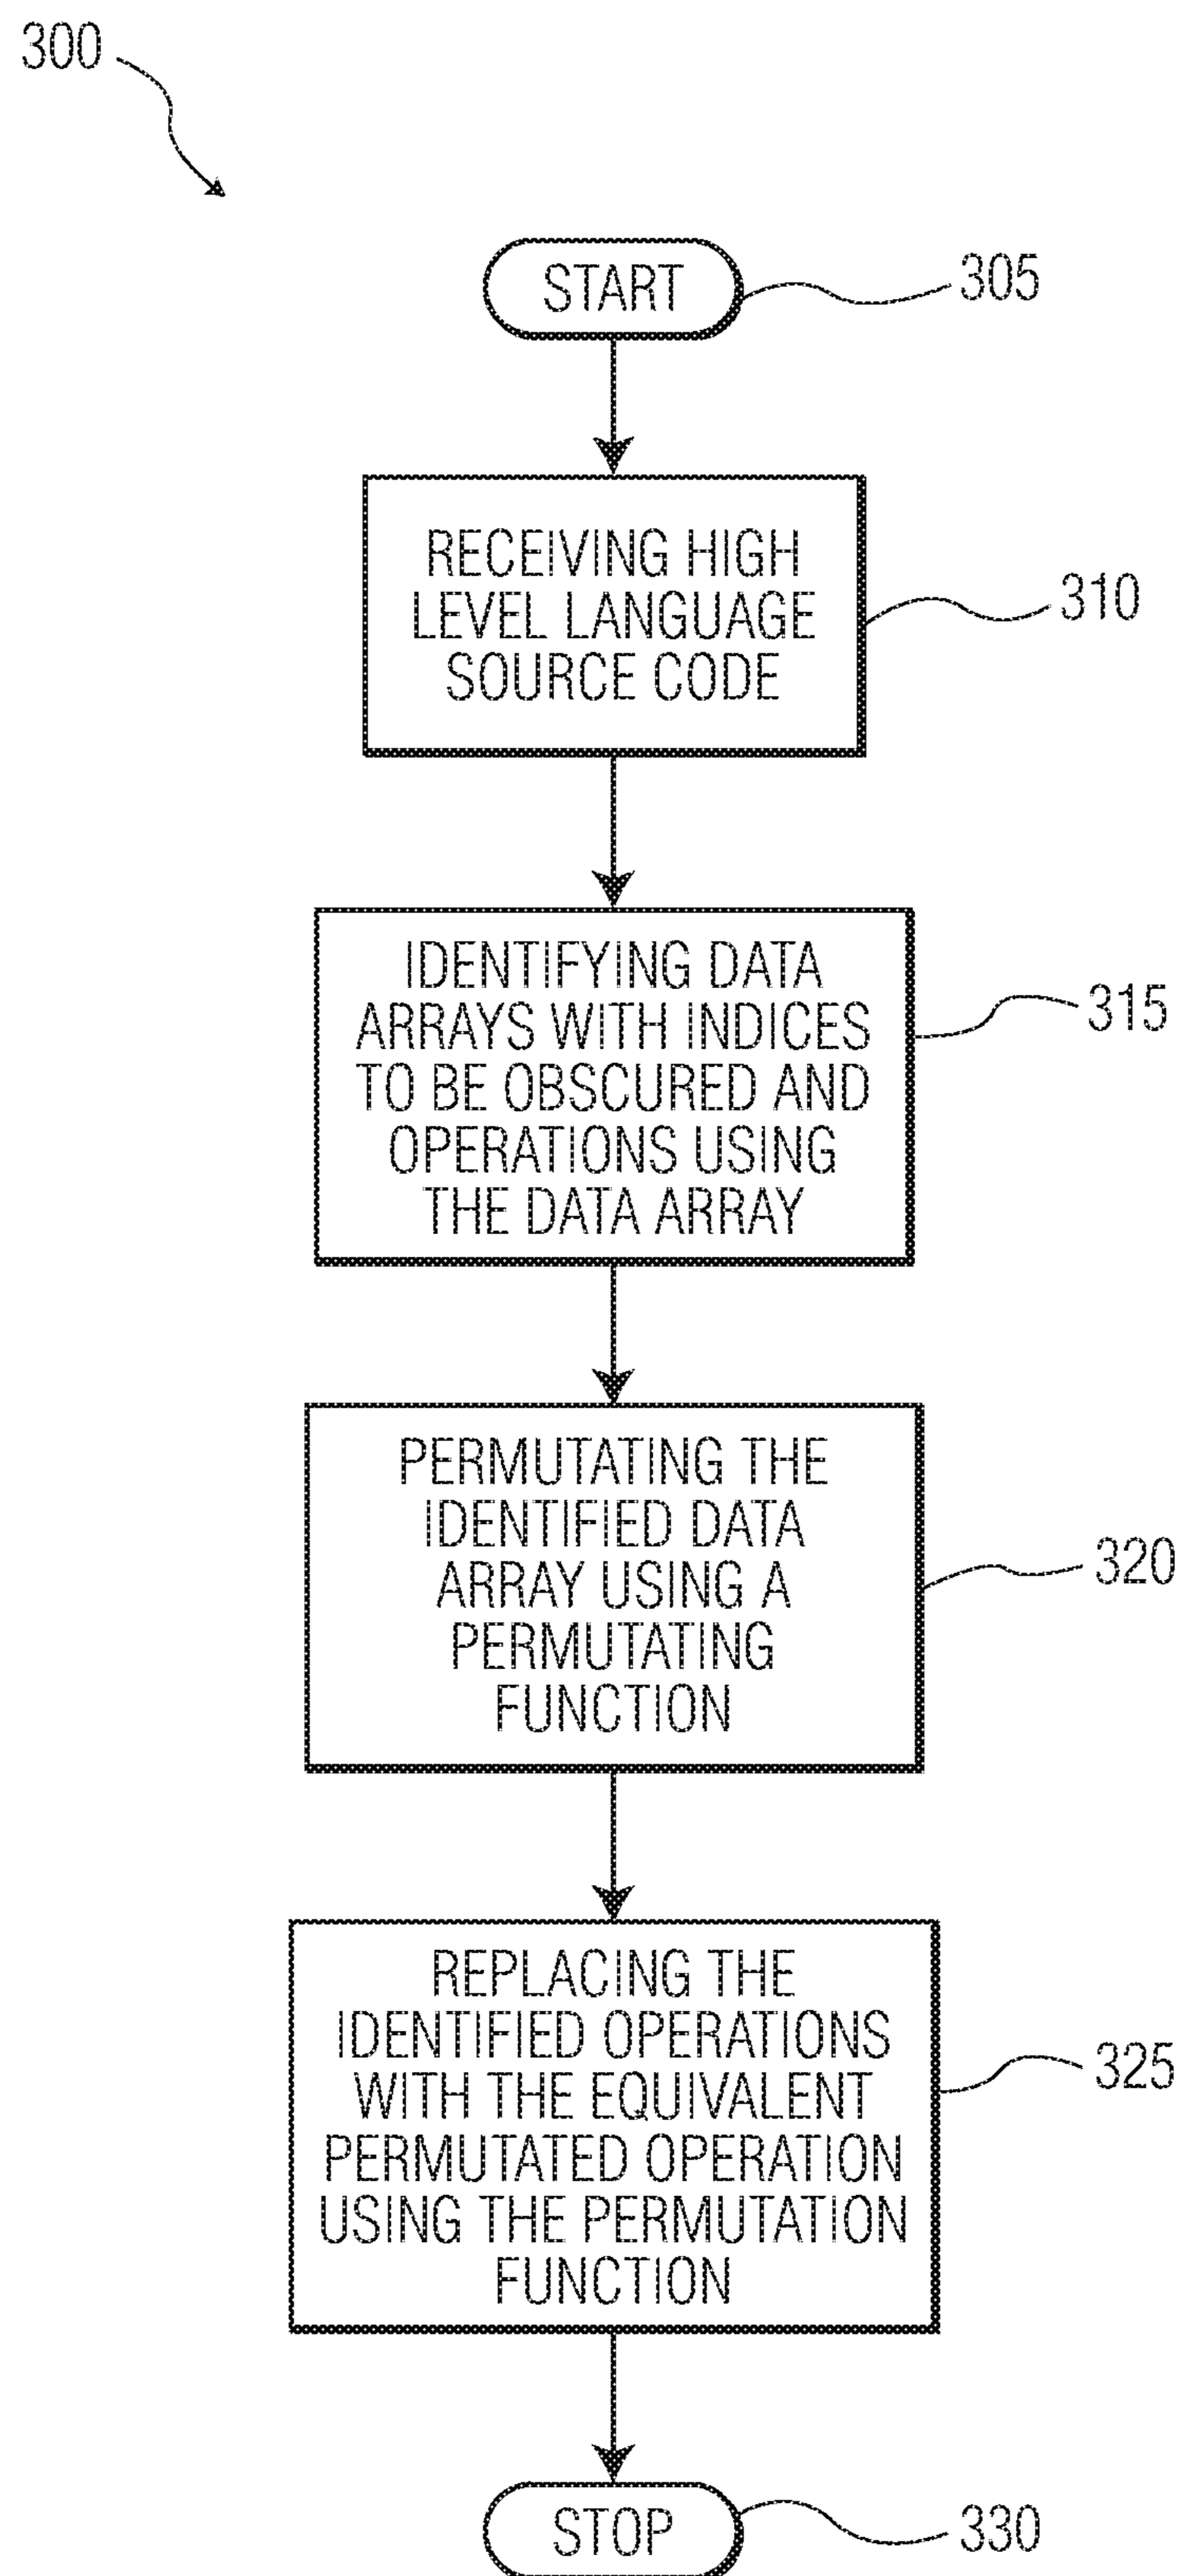 300
START
305
RECEIVING HIGH
LEVEL LANGUAGE
SOURCE CODE
310
IDENTIFYING DATA
ARRAYS WITH INDICES
TO BE OBSCURED AND
OPERATIONS USING
THE DATA ARRAY
315
PERMUTATING THE
IDENTIFIED DATA
ARRAY USING A
PERMUTATING
FUNCTION
320
REPLACING THE
IDENTIFIED OPERATIONS
WITH THE EQUIVALENT
PERMUTATED OPERATION
USING THE PERMUTATION
FUNCTION
325
STOP
330